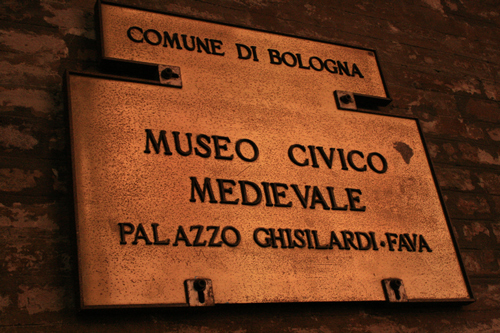 COMUNE DI BOLOGNA
MUSEO CIVICO
MEDIEVALE
PALAZZO GHISILARDI·FAVA